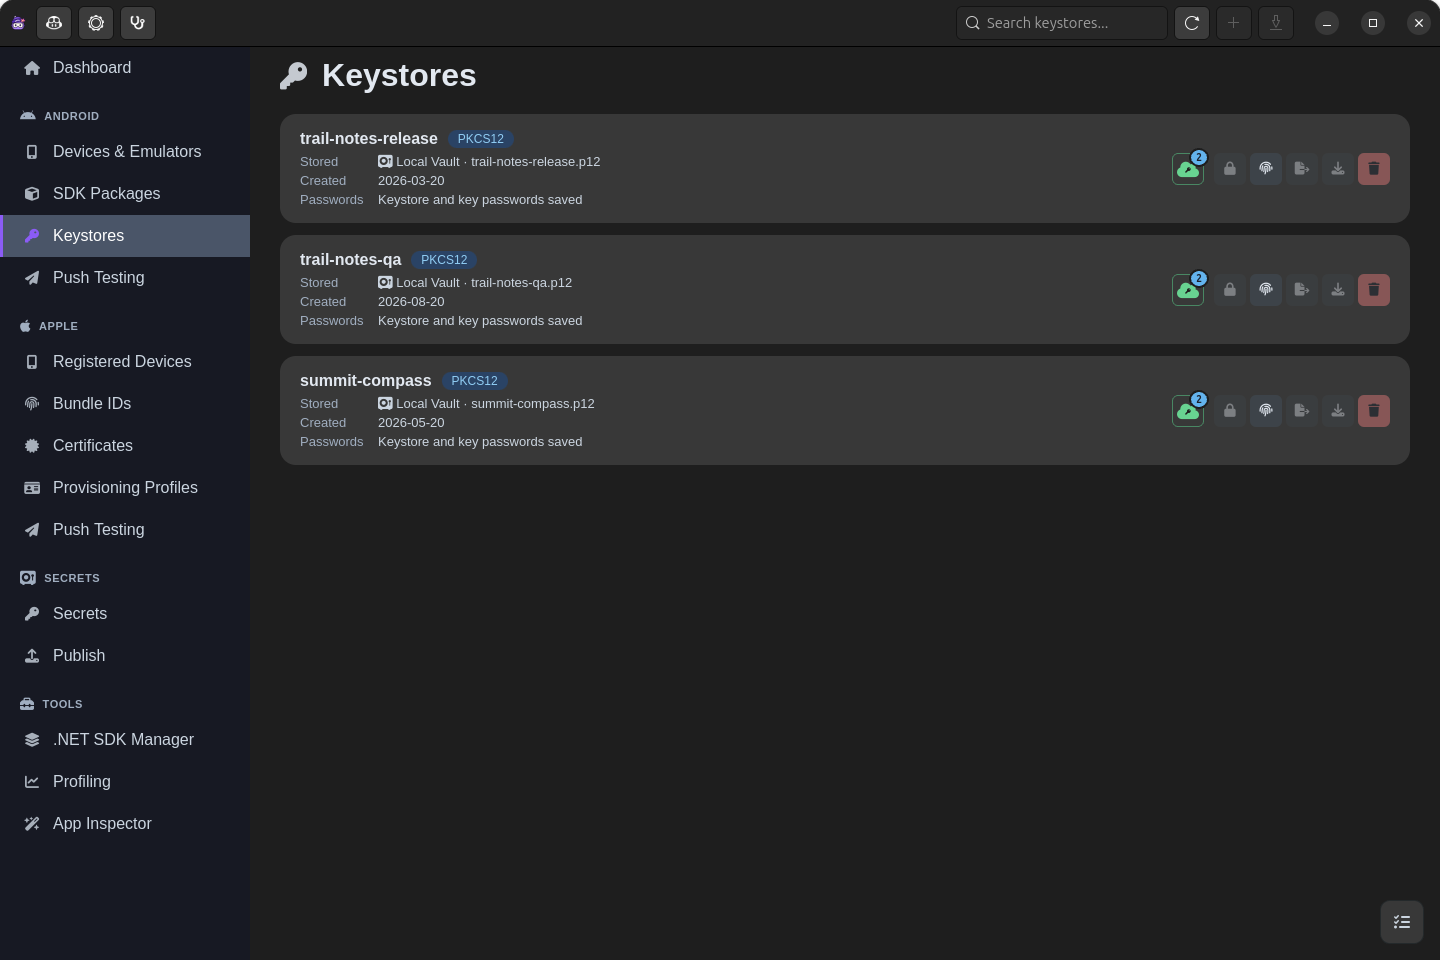 Search keystores...
Dashboard
ANDROID
Devices & Emulators
SDK Packages
Keystores
Push Testing
APPLE
Registered Devices
Bundle IDs
Certificates
Provisioning Profiles
Push Testing
SECRETS
Secrets
Publish
TOOLS
.NET SDK Manager
Profiling
App Inspector
Keystores
trail-notes-release PKCS12
Stored Local Vault · trail-notes-release.p12
Created 2026-03-20
Passwords Keystore and key passwords saved
2
trail-notes-qa PKCS12
Stored Local Vault · trail-notes-qa.p12
Created 2026-08-20
Passwords Keystore and key passwords saved
2
summit-compass PKCS12
Stored Local Vault · summit-compass.p12
Created 2026-05-20
Passwords Keystore and key passwords saved
2